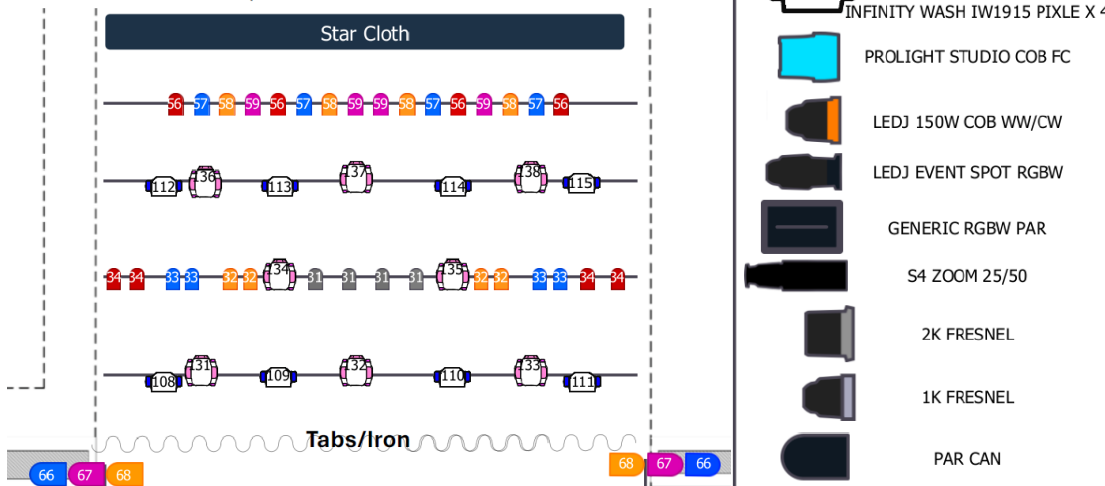 INFINITY WASH IW1915 PIXLE X 4
Star Cloth
PROLIGHT STUDIO COB FC
56 57 58 59 56 57 58 59 59 58 57 56 59 58 57 56
LEDJ 150W COB WW/CW
112 136 113 137 114 138 115
LEDJ EVENT SPOT RGBW
GENERIC RGBW PAR
34 34 33 33 32 32 134 31 31 31 31 135 32 32 33 33 34 34
S4 ZOOM 25/50
2K FRESNEL
108 131 109 132 110 133 111
1K FRESNEL
Tabs/Iron
PAR CAN
66 67 68 68 67 66